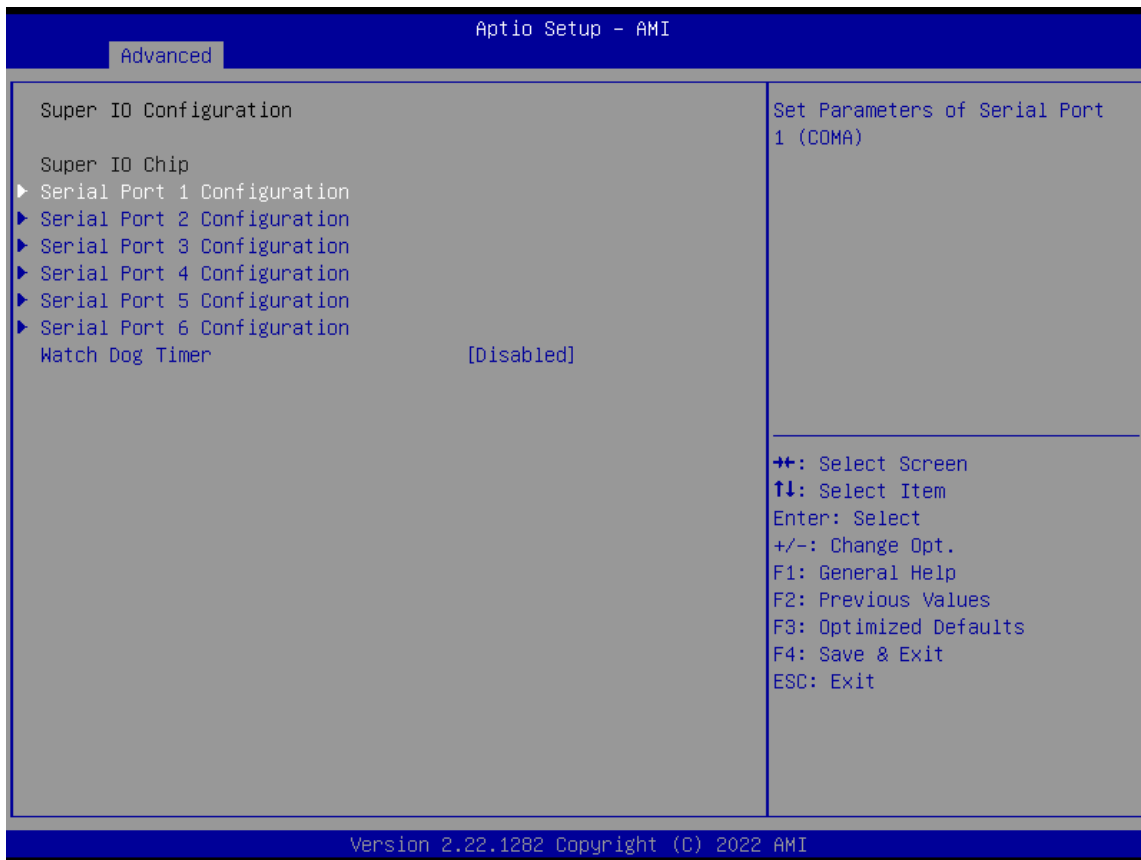 Aptio Setup – AMI
Advanced
Super IO Configuration
Super IO Chip
▶ Serial Port 1 Configuration
▶ Serial Port 2 Configuration
▶ Serial Port 3 Configuration
▶ Serial Port 4 Configuration
▶ Serial Port 5 Configuration
▶ Serial Port 6 Configuration
Watch Dog Timer [Disabled]
Set Parameters of Serial Port
1 (COMA)
→←: Select Screen
↑↓: Select Item
Enter: Select
+/-: Change Opt.
F1: General Help
F2: Previous Values
F3: Optimized Defaults
F4: Save & Exit
ESC: Exit
Version 2.22.1282 Copyright (C) 2022 AMI